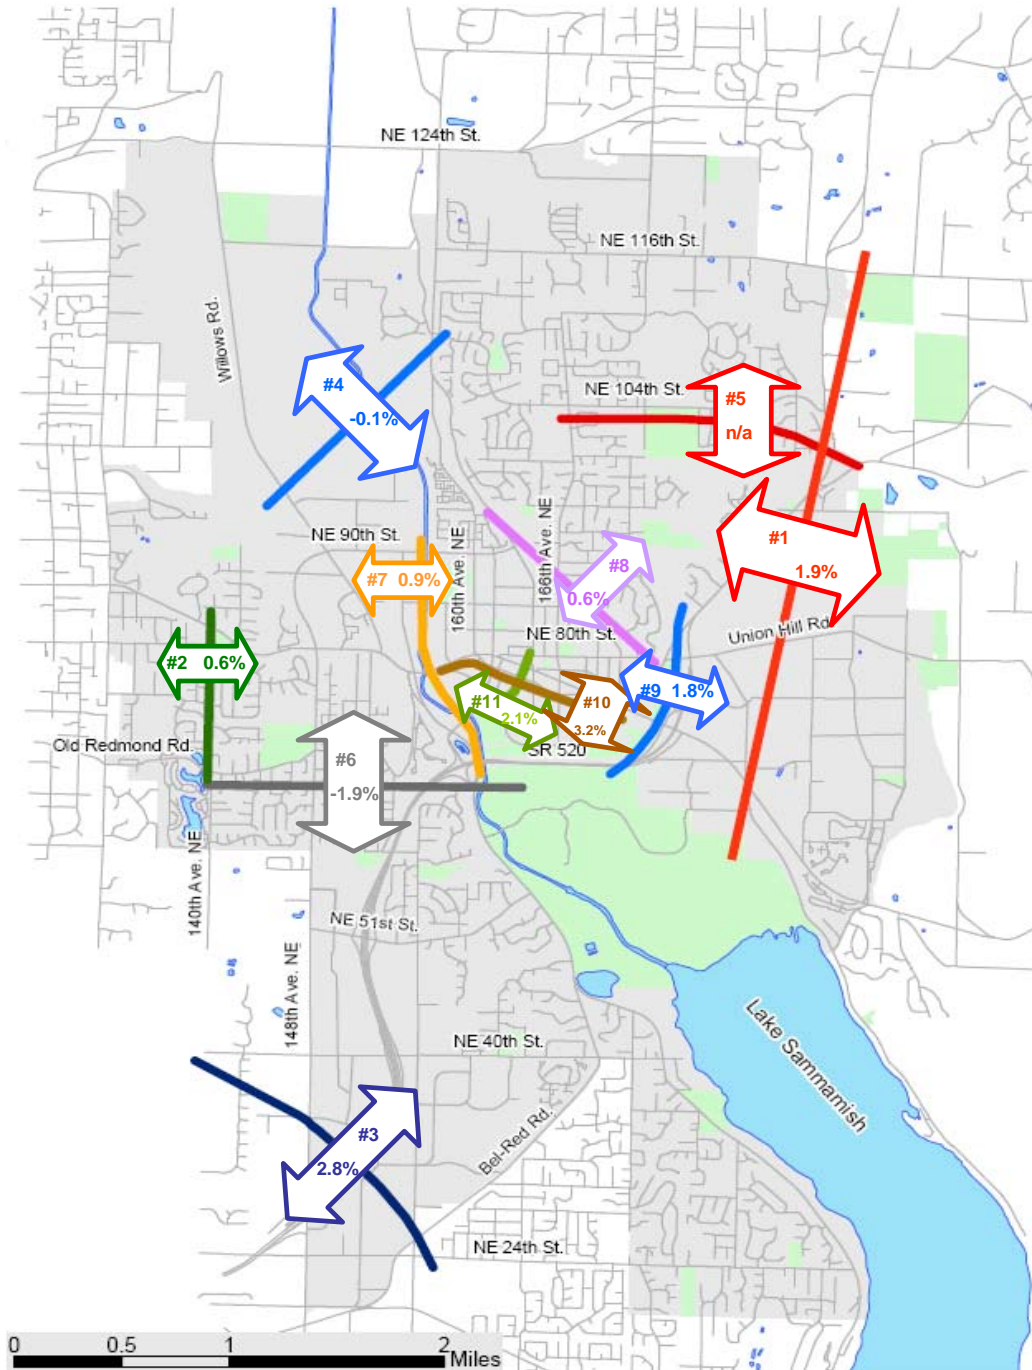 NE 124th St.
NE 116th St.
Willows Rd.
#4
-0.1%
NE 104th St.
#5
n/a
#1
1.9%
NE 90th St.
160th Ave. NE
166th Ave. NE
#7 0.9%
#8
0.6%
NE 80th St.
Union Hill Rd.
#2 0.6%
#9 1.8%
#10
3.2%
#11
2.1%
SR 520
Old Redmond Rd.
#6
-1.9%
140th Ave. NE
NE 51st St.
148th Ave. NE
NE 40th St.
Lake Sammamish
#3
2.8%
Bel-Red Rd.
NE 24th St.
0 0.5 1 2
Miles